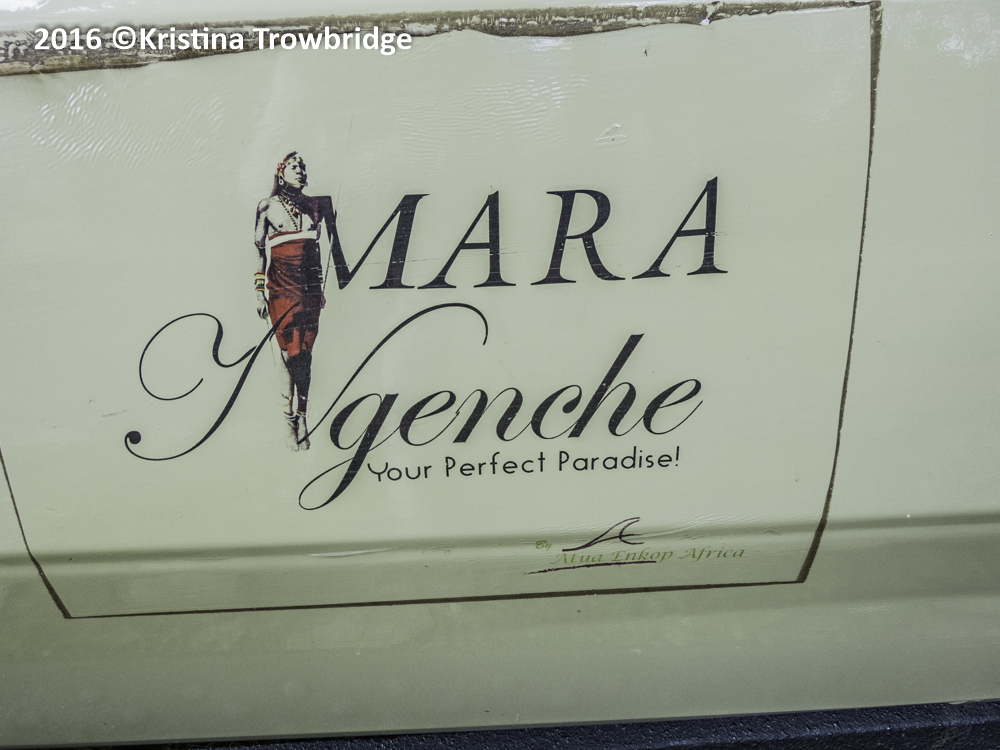 2016 ©Kristina Trowbridge
MARA
Ngenche
Your Perfect Paradise!
By
Atua Enkop Africa